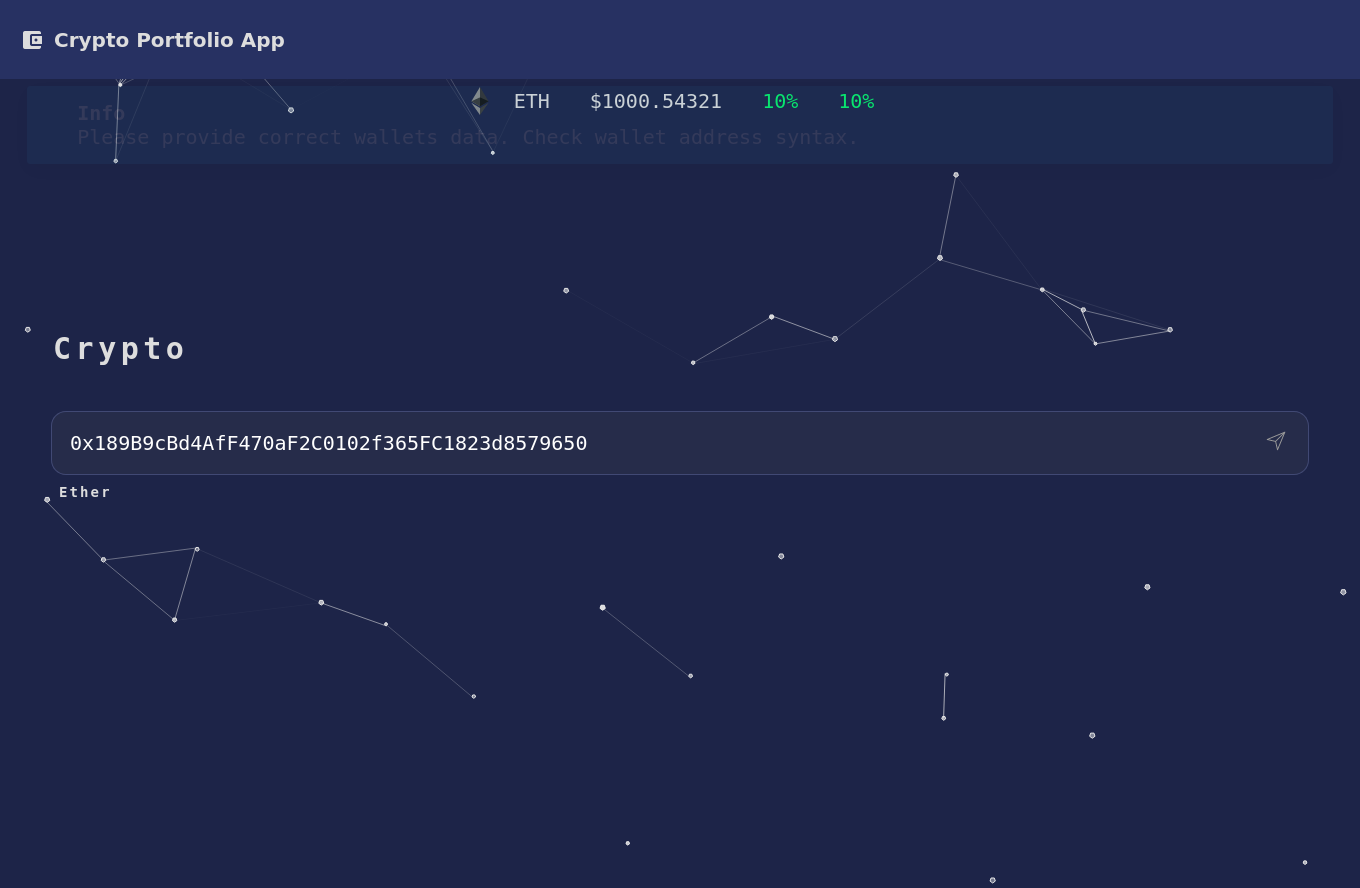 Crypto Portfolio App
ETH $1000.54321 10% 10%
Info
Please provide correct wallets data. Check wallet address syntax.
Crypto
0x189B9cBd4AfF470aF2C0102f365FC1823d8579650
Ether